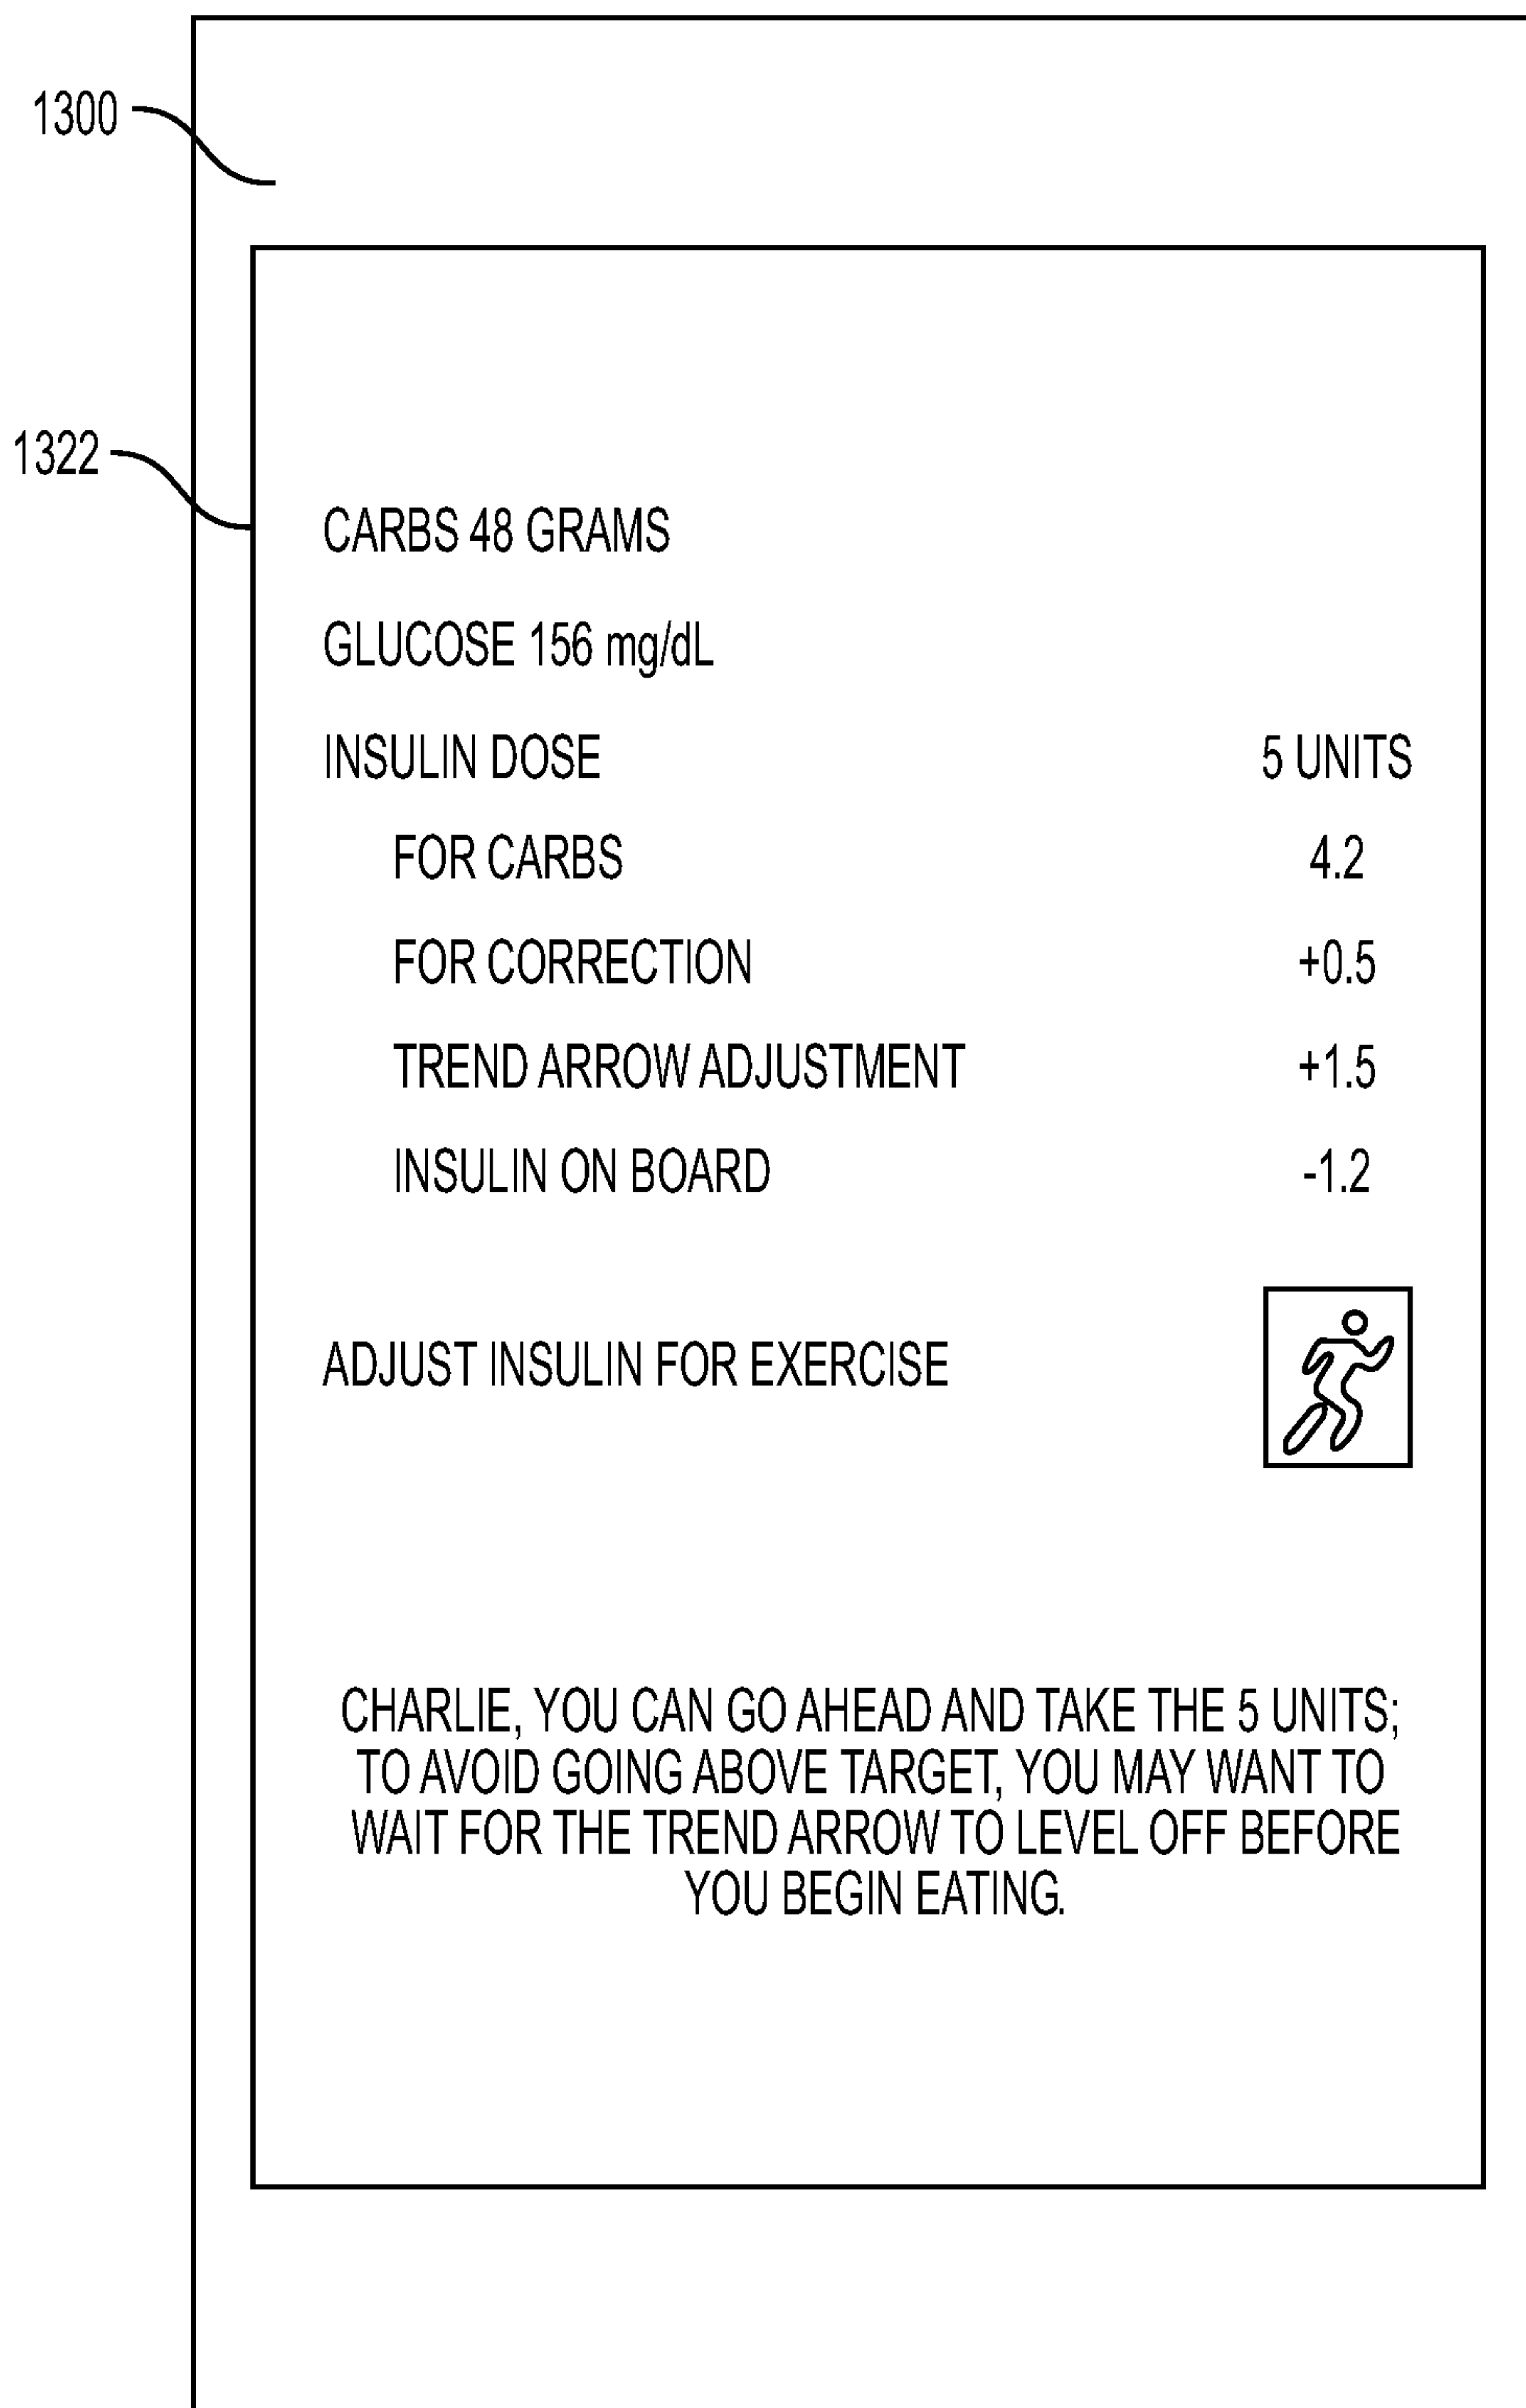 1300
1322
CARBS 48 GRAMS
GLUCOSE 156 mg/dL
INSULIN DOSE 5 UNITS
FOR CARBS 4.2
FOR CORRECTION +0.5
TREND ARROW ADJUSTMENT +1.5
INSULIN ON BOARD -1.2
ADJUST INSULIN FOR EXERCISE
CHARLIE, YOU CAN GO AHEAD AND TAKE THE 5 UNITS;
TO AVOID GOING ABOVE TARGET, YOU MAY WANT TO
WAIT FOR THE TREND ARROW TO LEVEL OFF BEFORE
YOU BEGIN EATING.